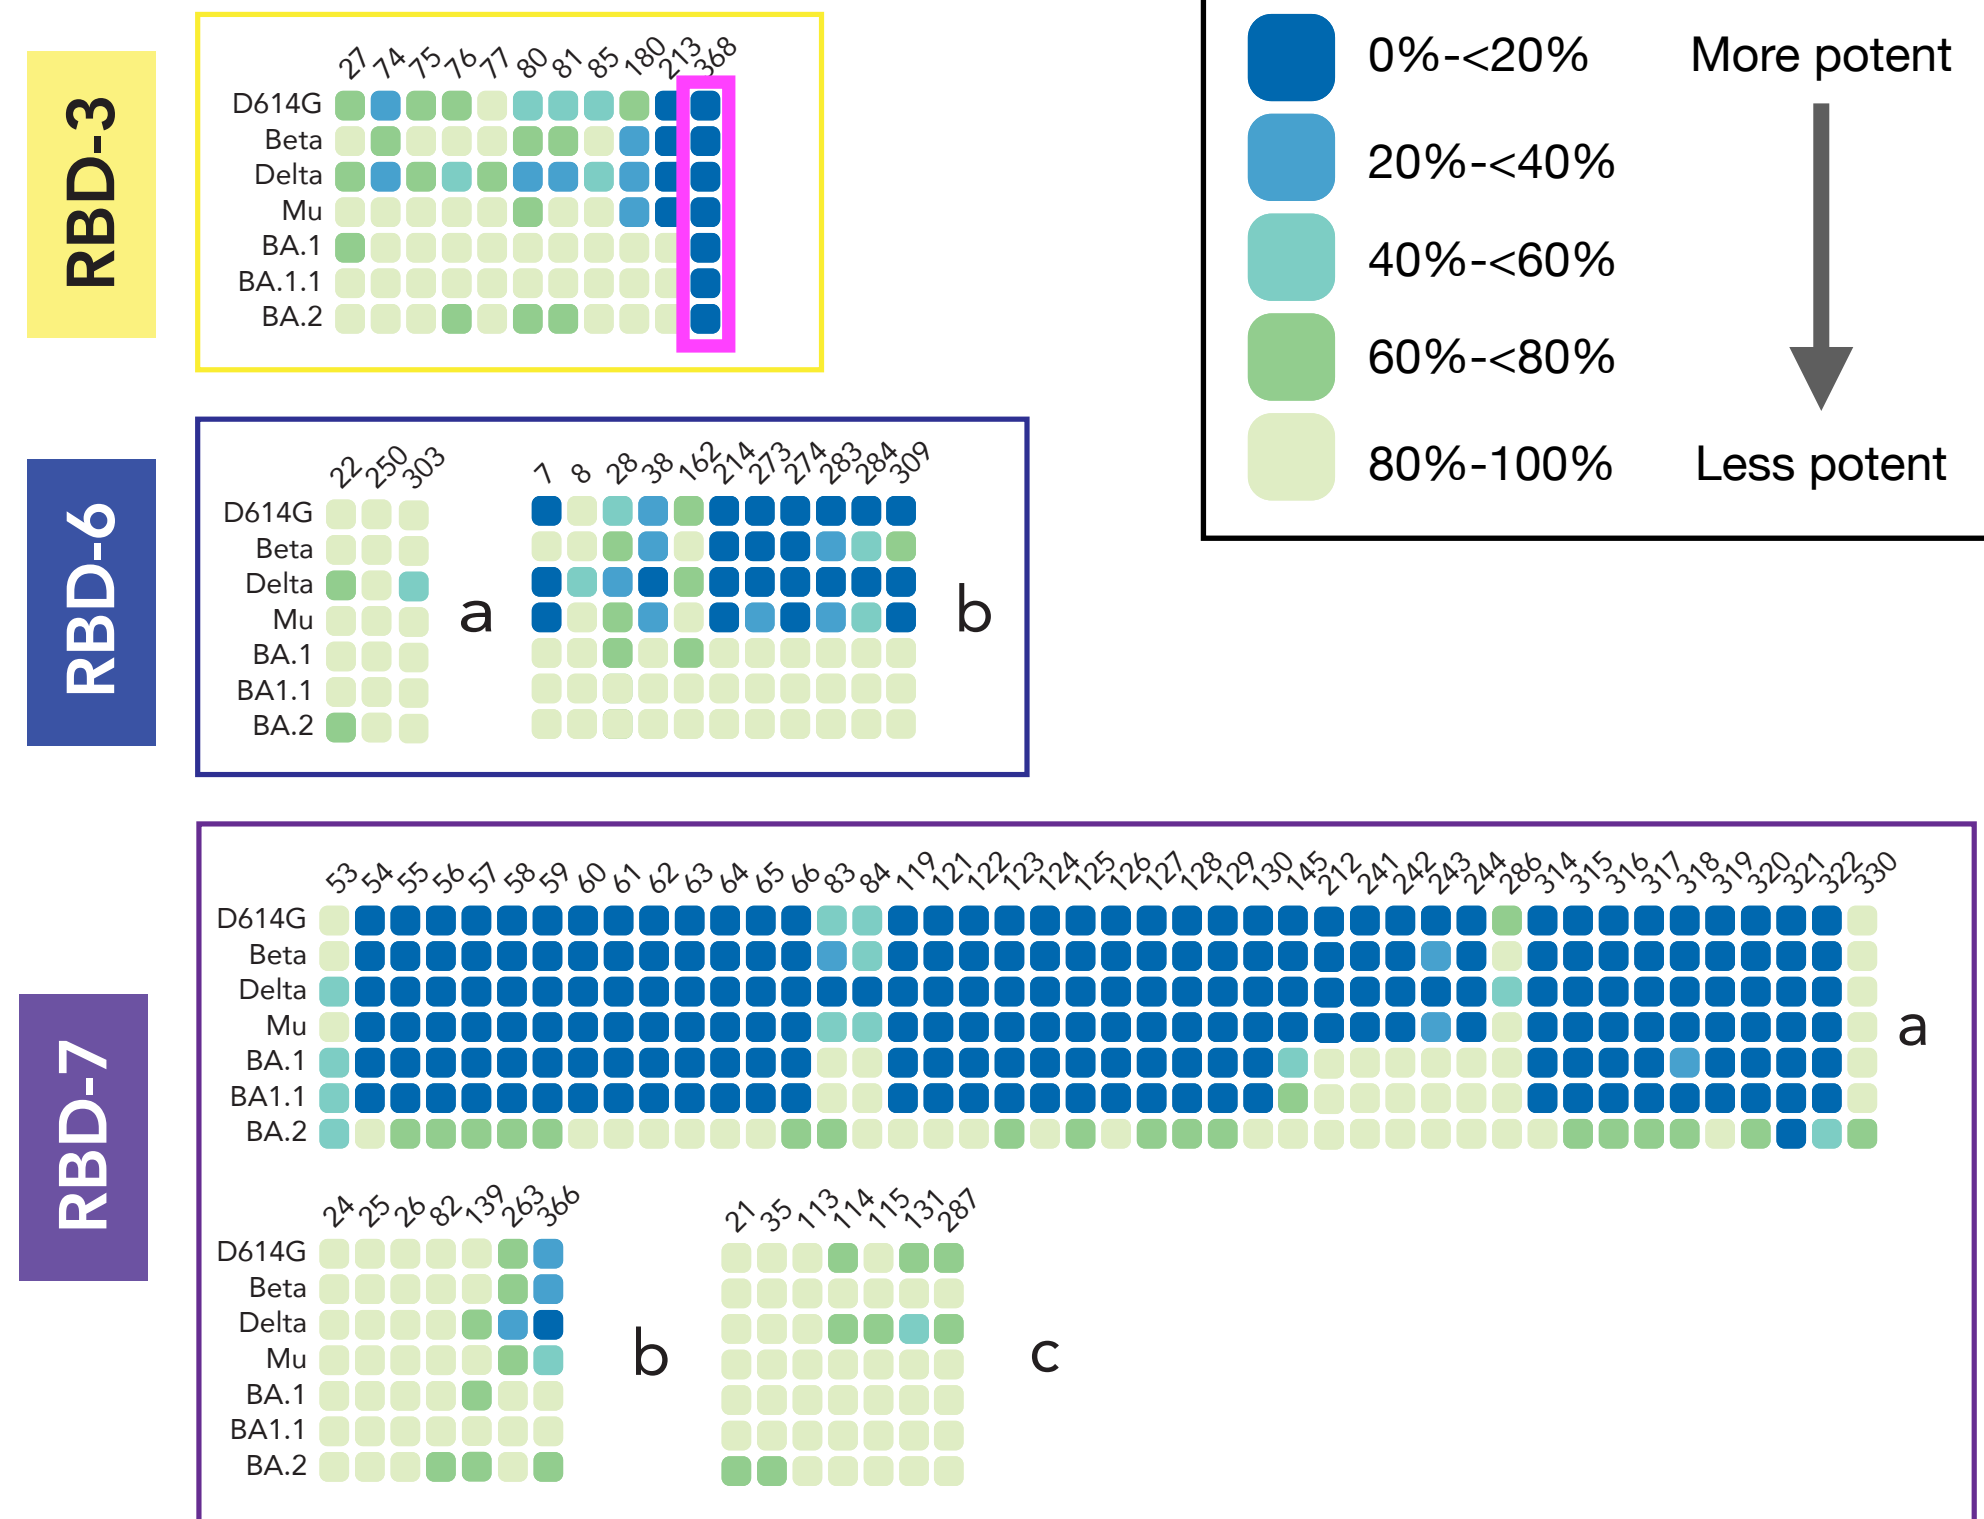 RBD-3
27 74 75 76 77 80 81 85 180 213 368
D614G
Beta
Delta
Mu
BA.1
BA.1.1
BA.2
0%-<20% More potent
20%-<40%
40%-<60%
60%-<80%
80%-100% Less potent
RBD-6
22 250 303
7 8 28 38 162 214 273 274 283 284 309
D614G
Beta
Delta
Mu
BA.1
BA1.1
BA.2
a
b
RBD-7
53 54 55 56 57 58 59 60 61 62 63 64 65 66 83 84 119 121 122 123 124 125 126 127 128 129 130 145 212 241 242 243 244 286 314 315 316 317 318 319 320 321 322 330
D614G
Beta
Delta
Mu
BA.1
BA1.1
BA.2
a
24 25 26 82 139 263 366
D614G
Beta
Delta
Mu
BA.1
BA1.1
BA.2
b
21 35 113 114 115 131 287
c